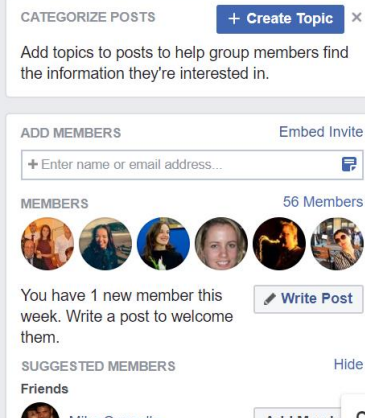 CATEGORIZE POSTS
+ Create Topic ×
Add topics to posts to help group members find
the information they're interested in.
ADD MEMBERS
Embed Invite
+ Enter name or email address...
MEMBERS
56 Members
You have 1 new member this
week. Write a post to welcome
them.
Write Post
SUGGESTED MEMBERS
Hide
Friends